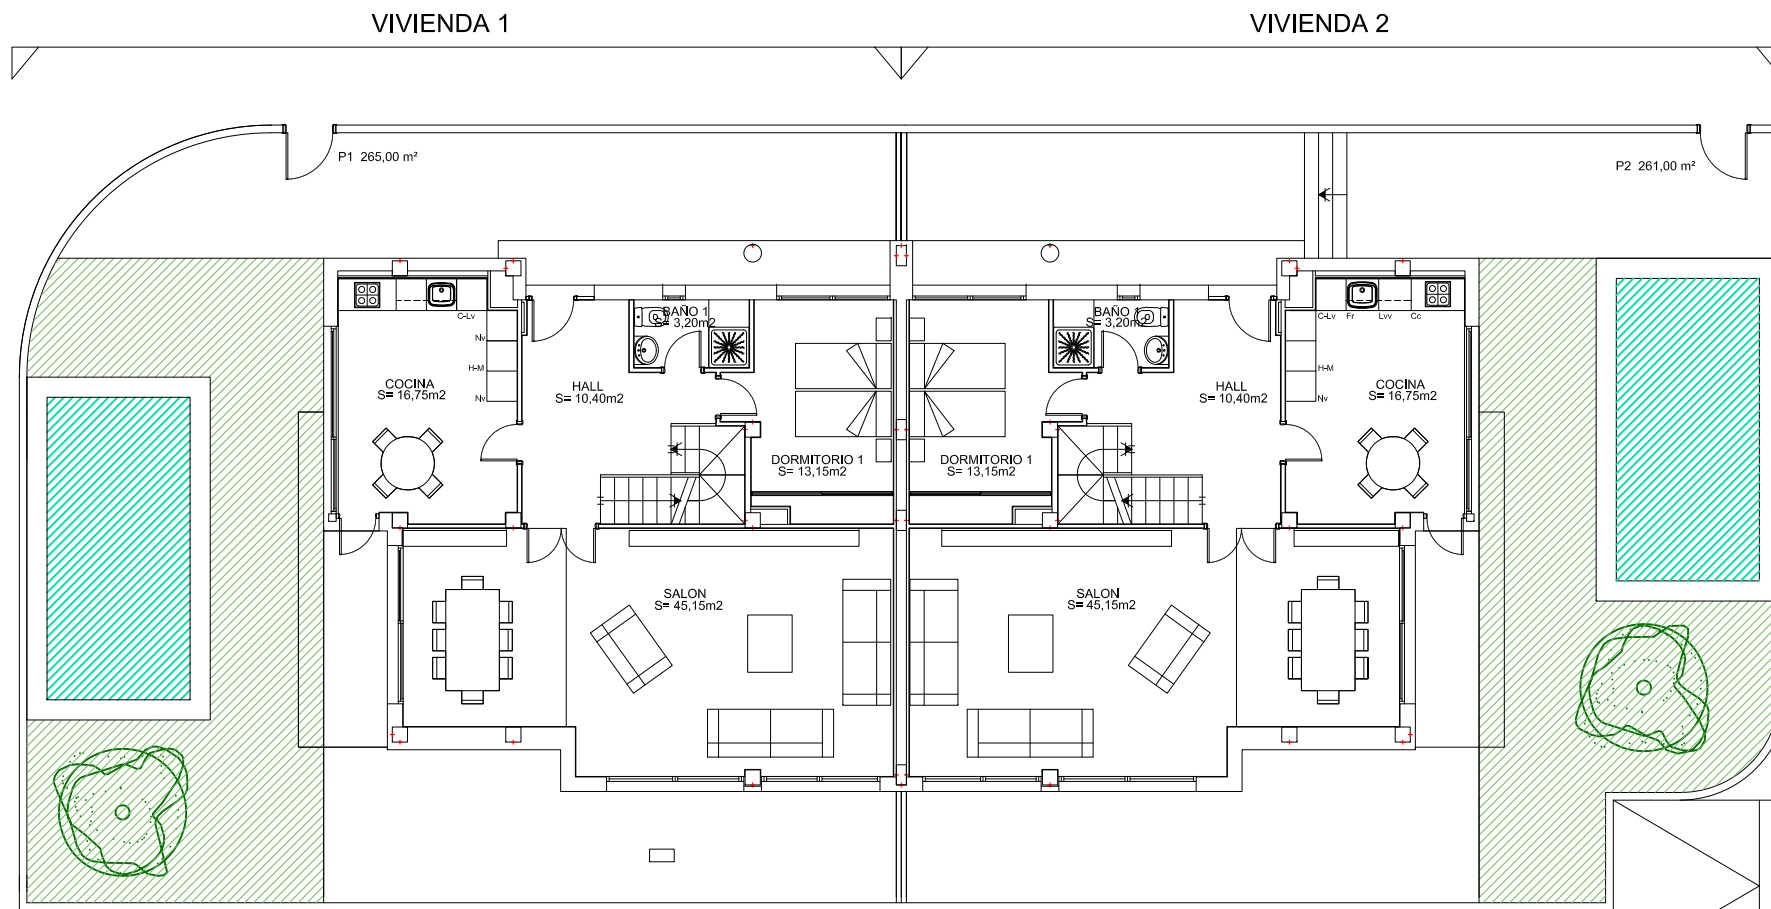 VIVIENDA 1
VIVIENDA 2
P1 265,00 m²
P2 261,00 m²
C-Lv
Nv
H-M
Nv
COCINA
S= 16,75m2
HALL
S= 10,40m2
BAÑO 1
S= 3,20m2
DORMITORIO 1
S= 13,15m2
SALON
S= 45,15m2
BAÑO 1
S= 3,20m2
DORMITORIO 1
S= 13,15m2
HALL
S= 10,40m2
C-Lv Fr Lvv Cc
H-M
Nv
COCINA
S= 16,75m2
SALON
S= 45,15m2